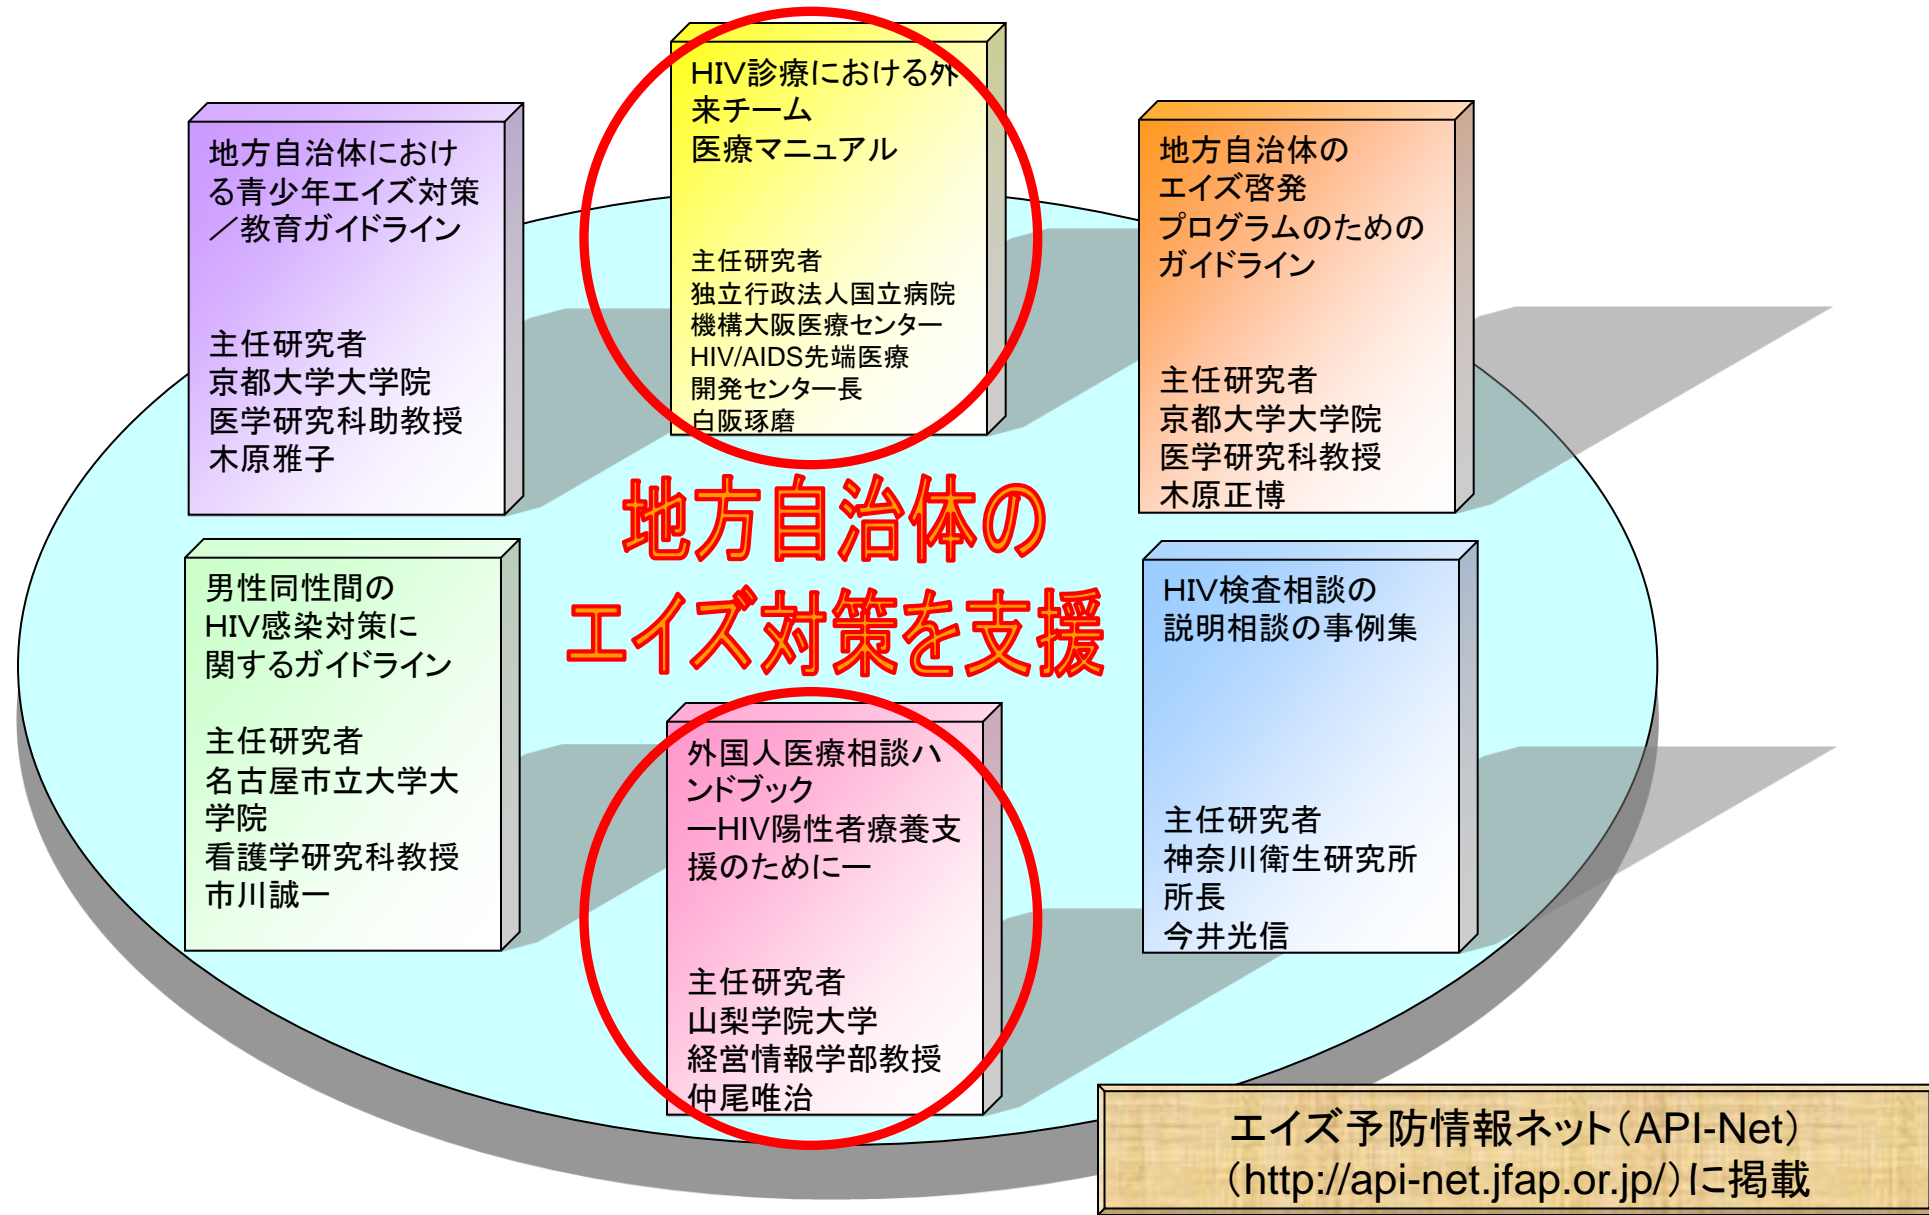 地方自治体におけ
る青少年エイズ対策
／教育ガイドライン
主任研究者
京都大学大学院
医学研究科助教授
木原雅子
HIV診療における外
来チーム
医療マニュアル
主任研究者
独立行政法人国立病院
機構大阪医療センター
HIV/AIDS先端医療
開発センター長
白阪琢磨
地方自治体の
エイズ啓発
プログラムのための
ガイドライン
主任研究者
京都大学大学院
医学研究科教授
木原正博
地方自治体の
エイズ対策を支援
男性同性間の
HIV感染対策に
関するガイドライン
主任研究者
名古屋市立大学大
学院
看護学研究科教授
市川誠一
外国人医療相談ハ
ンドブック
ーHIV陽性者療養支
援のためにー
主任研究者
山梨学院大学
経営情報学部教授
仲尾唯治
HIV検査相談の
説明相談の事例集
主任研究者
神奈川衛生研究所
所長
今井光信
エイズ予防情報ネット（API-Net）
（http://api-net.jfap.or.jp/）に掲載